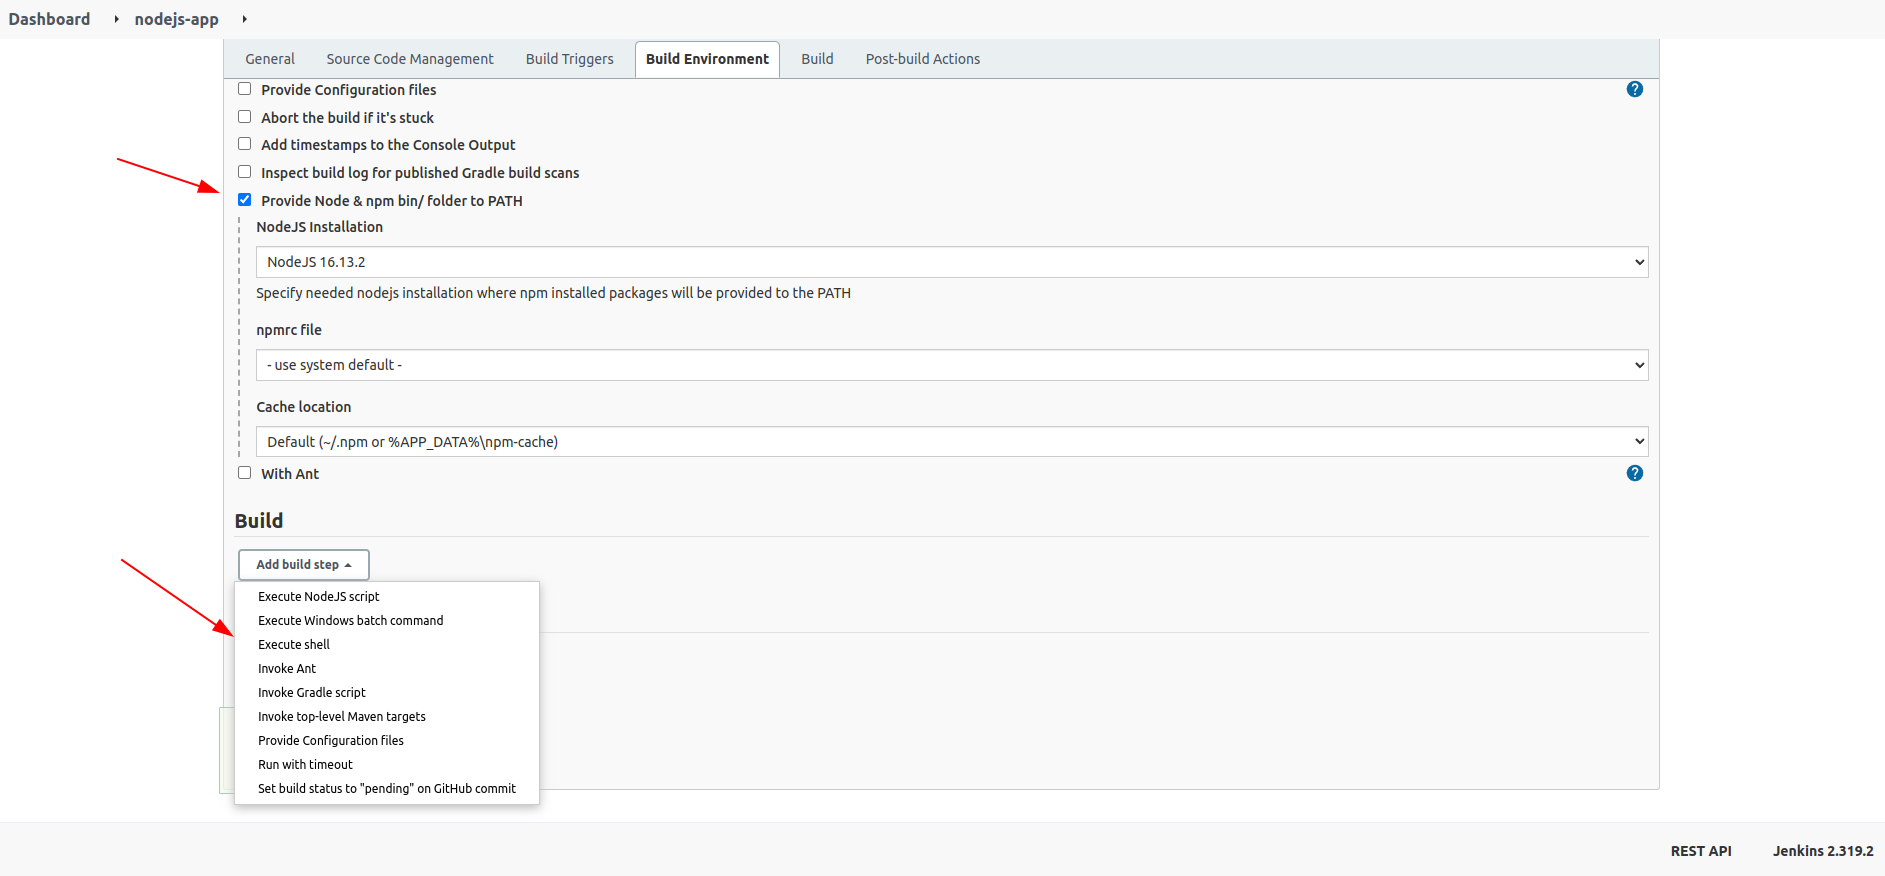 Dashboard nodejs-app
General Source Code Management Build Triggers Build Environment Build Post-build Actions
Provide Configuration files ?
Abort the build if it's stuck
Add timestamps to the Console Output
Inspect build log for published Gradle build scans
Provide Node & npm bin/ folder to PATH
NodeJS Installation
NodeJS 16.13.2
Specify needed nodejs installation where npm installed packages will be provided to the PATH
npmrc file
- use system default -
Cache location
Default (~/.npm or %APP_DATA%\npm-cache)
With Ant ?
Build
Add build step
Execute NodeJS script
Execute Windows batch command
Execute shell
Invoke Ant
Invoke Gradle script
Invoke top-level Maven targets
Provide Configuration files
Run with timeout
Set build status to "pending" on GitHub commit
REST API Jenkins 2.319.2